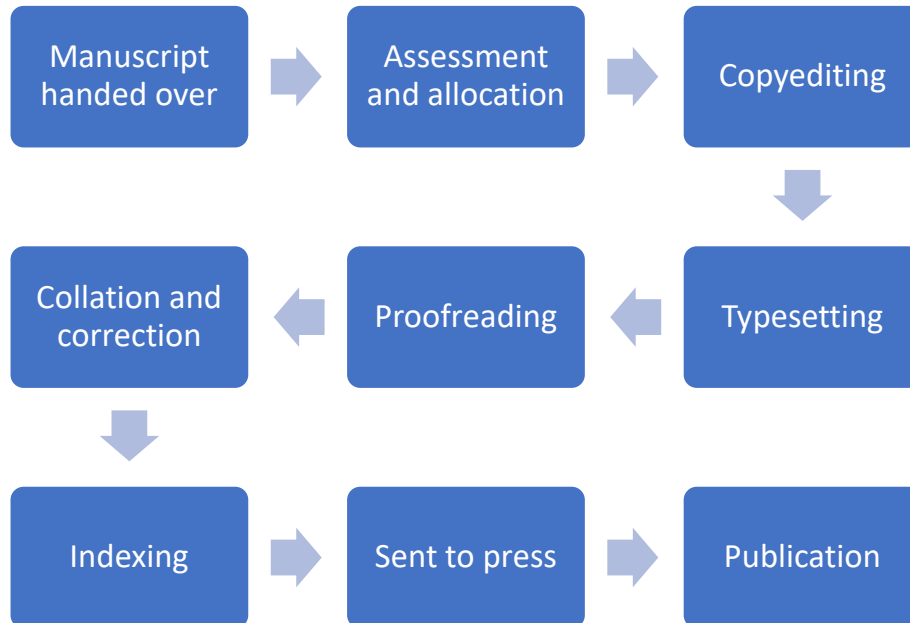 Manuscript
handed over
Assessment
and allocation
Copyediting
Typesetting
Proofreading
Collation and
correction
Indexing
Sent to press
Publication